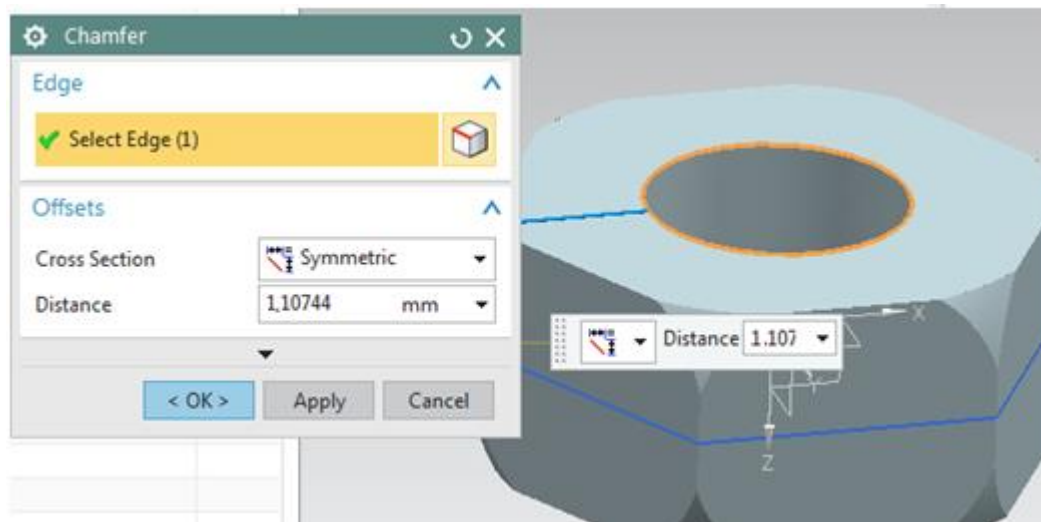 Chamfer
Edge
Select Edge (1)
Offsets
Cross Section Symmetric
Distance 1,10744 mm
< OK > Apply Cancel
Distance 1.107
X
Z